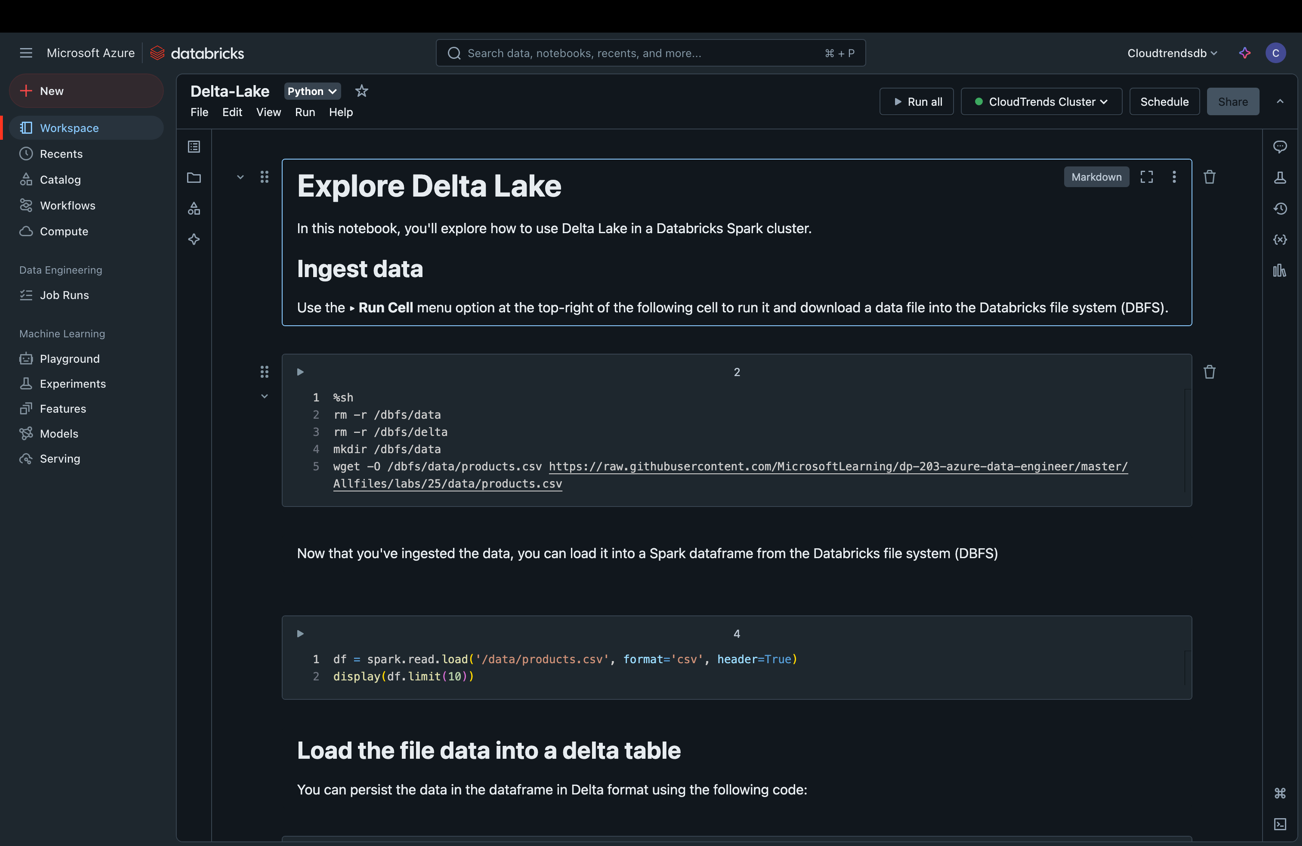 Microsoft Azure databricks
Search data, notebooks, recents, and more... ⌘ + P
Cloudtrendsdb
C
New
Workspace
Recents
Catalog
Workflows
Compute
Data Engineering
Job Runs
Machine Learning
Playground
Experiments
Features
Models
Serving
Delta-Lake Python
File Edit View Run Help
Run all CloudTrends Cluster Schedule Share
Markdown
Explore Delta Lake
In this notebook, you'll explore how to use Delta Lake in a Databricks Spark cluster.
Ingest data
Use the ▸ Run Cell menu option at the top-right of the following cell to run it and download a data file into the Databricks file system (DBFS).
2
1 %sh
2 rm -r /dbfs/data
3 rm -r /dbfs/delta
4 mkdir /dbfs/data
5 wget -O /dbfs/data/products.csv https://raw.githubusercontent.com/MicrosoftLearning/dp-203-azure-data-engineer/master/
Allfiles/labs/25/data/products.csv
Now that you've ingested the data, you can load it into a Spark dataframe from the Databricks file system (DBFS)
4
1 df = spark.read.load('/data/products.csv', format='csv', header=True)
2 display(df.limit(10))
Load the file data into a delta table
You can persist the data in the dataframe in Delta format using the following code: